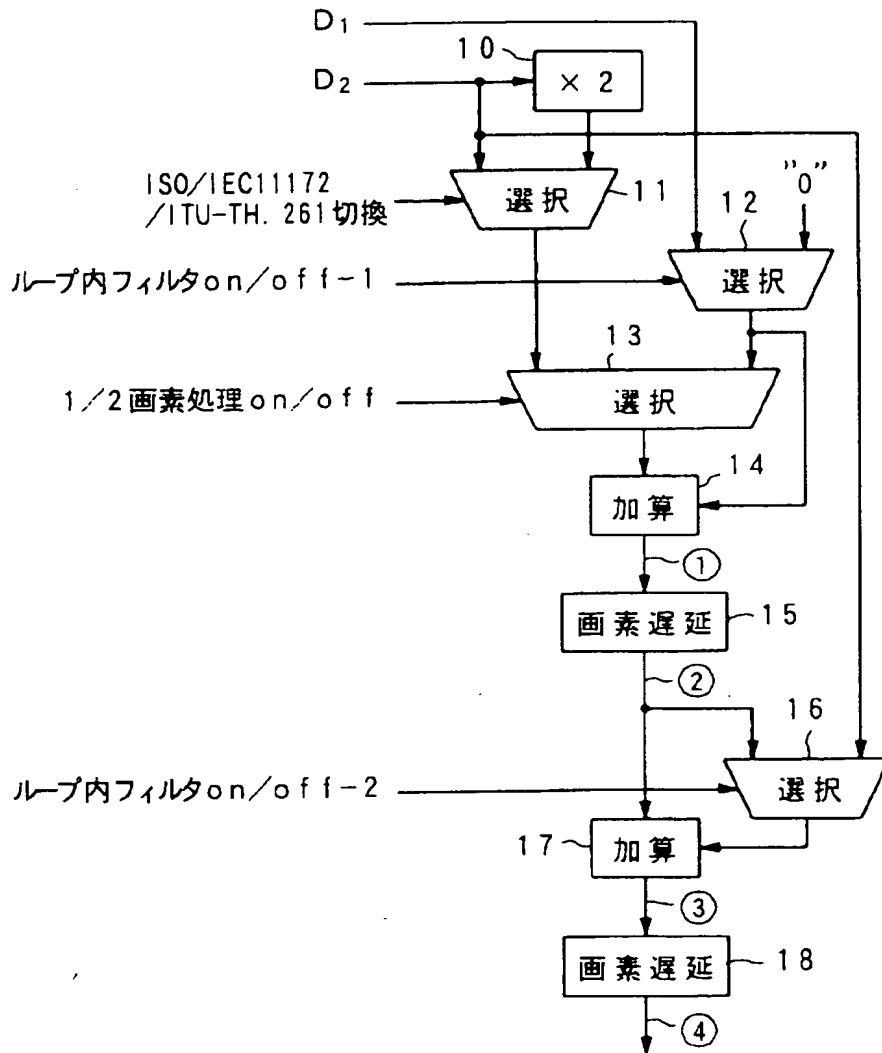 D₁
10
D₂
× 2
ISO/IEC11172
/ITU-TH. 261切換
選択
11
"0"
12
ループ内フィルタon/off-1
選択
13
1/2画素処理on/off
選択
14
加算
①
画素遅延
15
②
16
ループ内フィルタon/off-2
選択
17
加算
③
画素遅延
18
④